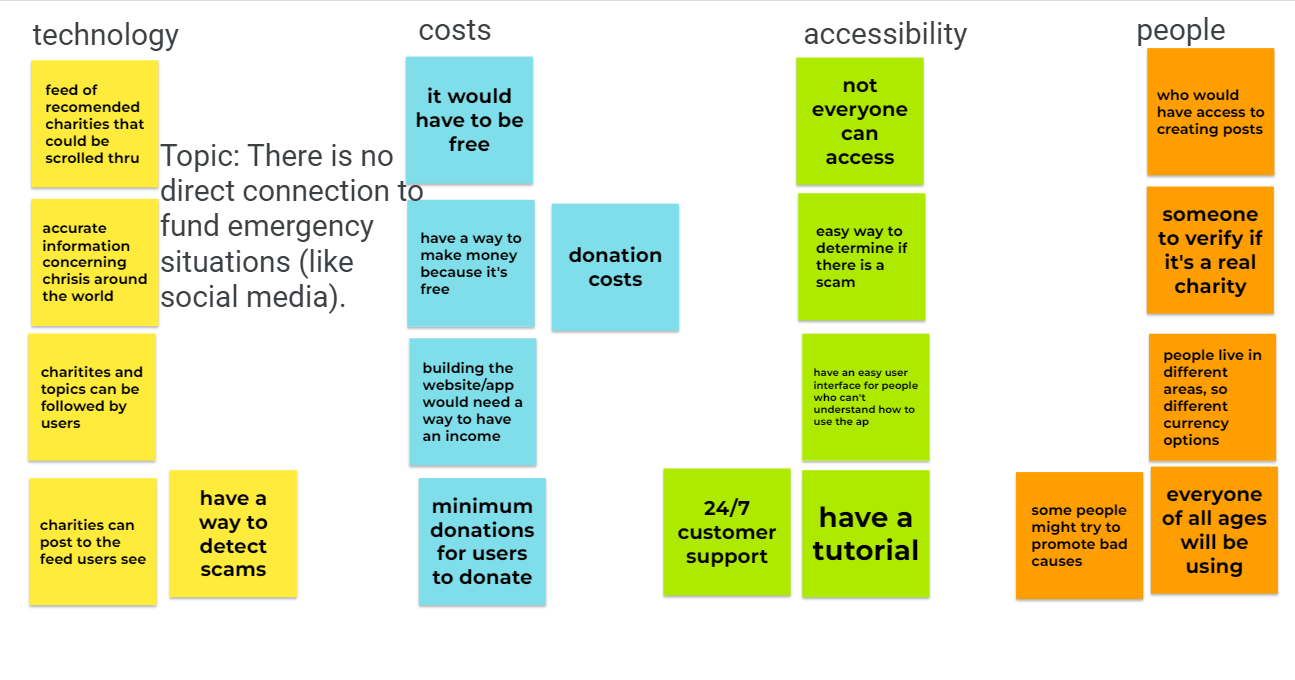 technology
feed of
recomended
charities that
could be
scrolled thru
accurate
information
concerning
chrisis around
the world
charitites and
topics can be
followed by
users
charities can
post to the
feed users see
have a
way to
detect
scams
Topic: There is no
direct connection to
fund emergency
situations (like
social media).
costs
it would
have to be
free
have a way to
make money
because it's
free
donation
costs
building the
website/app
would need a
way to have
an income
minimum
donations
for users
to donate
accessibility
not
everyone
can
access
easy way to
determine if
there is a
scam
have an easy user
interface for people
who can't
understand how to
use the ap
24/7
customer
support
have a
tutorial
people
who would
have access to
creating posts
someone
to verify if
it's a real
charity
people live in
different
areas, so
different
currency
options
some people
might try to
promote bad
causes
everyone
of all ages
will be
using